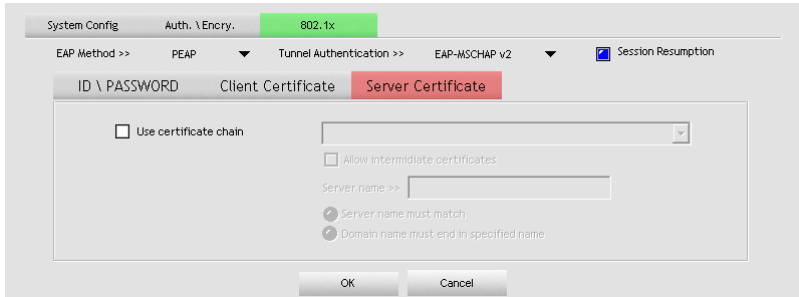 System Config Auth. \ Encry. 802.1x
EAP Method >> PEAP Tunnel Authentication >> EAP-MSCHAP v2 Session Resumption
ID \ PASSWORD Client Certificate Server Certificate
Use certificate chain
Allow intermidiate certificates
Server name >>
Server name must match
Domain name must end in specified name
OK Cancel